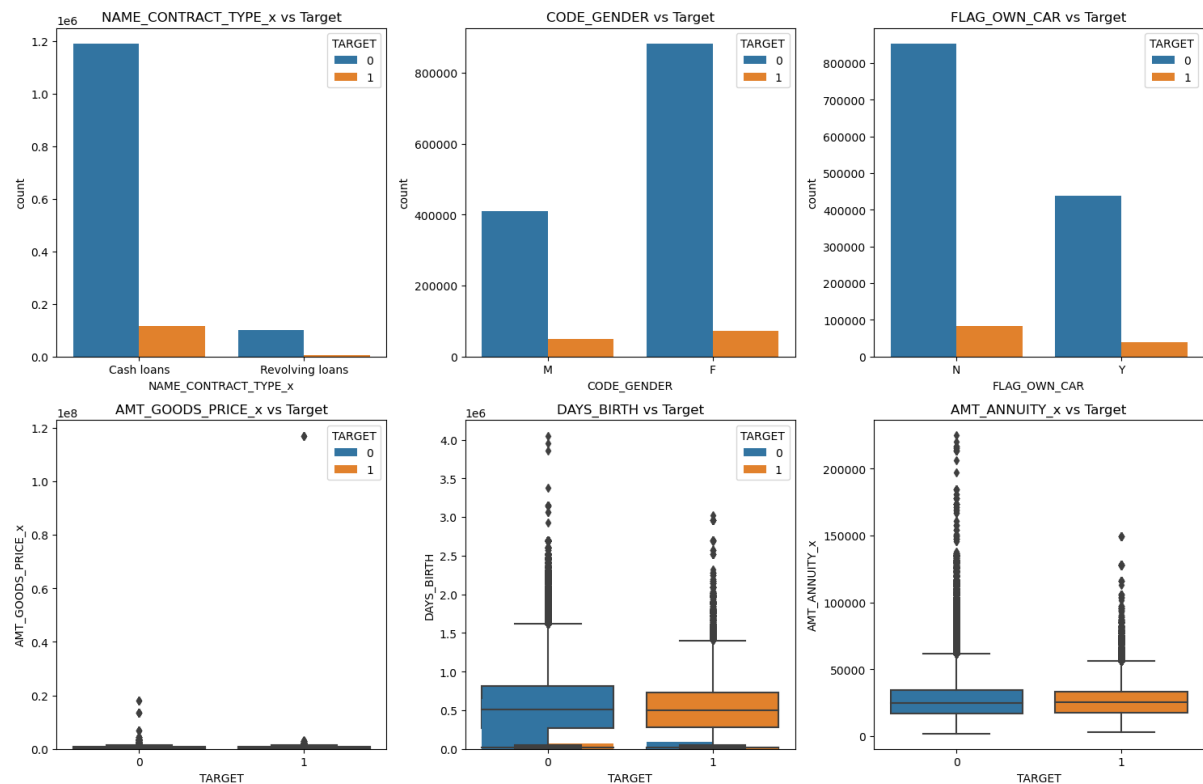 NAME_CONTRACT_TYPE_x vs Target
1e6
TARGET
0
1
1.2
1.0
0.8
0.6
0.4
0.2
0.0
count
Cash loans
Revolving loans
NAME_CONTRACT_TYPE_x
CODE_GENDER vs Target
TARGET
0
1
800000
600000
400000
200000
0
count
M
F
CODE_GENDER
FLAG_OWN_CAR vs Target
TARGET
0
1
800000
700000
600000
500000
400000
300000
200000
100000
0
count
N
Y
FLAG_OWN_CAR
AMT_GOODS_PRICE_x vs Target
1e8
TARGET
0
1
1.2
1.0
0.8
0.6
0.4
0.2
0.0
AMT_GOODS_PRICE_x
0
1
TARGET
DAYS_BIRTH vs Target
1e6
TARGET
0
1
4.0
3.5
3.0
2.5
2.0
1.5
1.0
0.5
0.0
DAYS_BIRTH
0
1
TARGET
AMT_ANNUITY_x vs Target
200000
150000
100000
50000
0
AMT_ANNUITY_x
0
1
TARGET